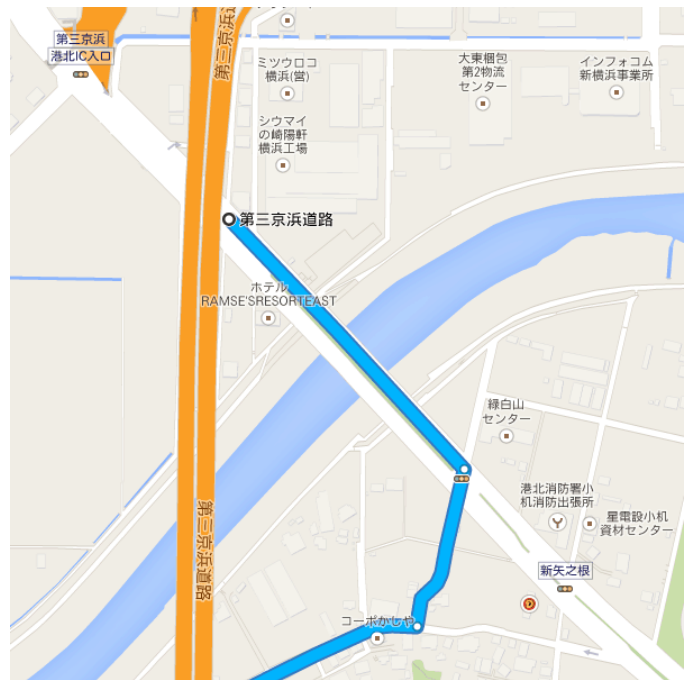 第三京浜
港北IC入口
第三京浜道路
ミツウロコ
横浜(営)
大東梱包
第2物流
センター
インフォコム
新横浜事業所
シウマイ
の崎陽軒
横浜工場
第三京浜道路
ホテル
RAMSE'SRESORTEAST
緑白山
センター
港北消防署小
机消防出張所
星電設小机
資材センター
第三京浜道路
新矢之根
コーポかしや